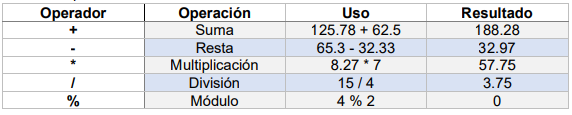 Operador Operación Uso Resultado
+ Suma 125.78 + 62.5 188.28
- Resta 65.3 - 32.33 32.97
* Multiplicación 8.27 * 7 57.75
/ División 15 / 4 3.75
% Módulo 4 % 2 0